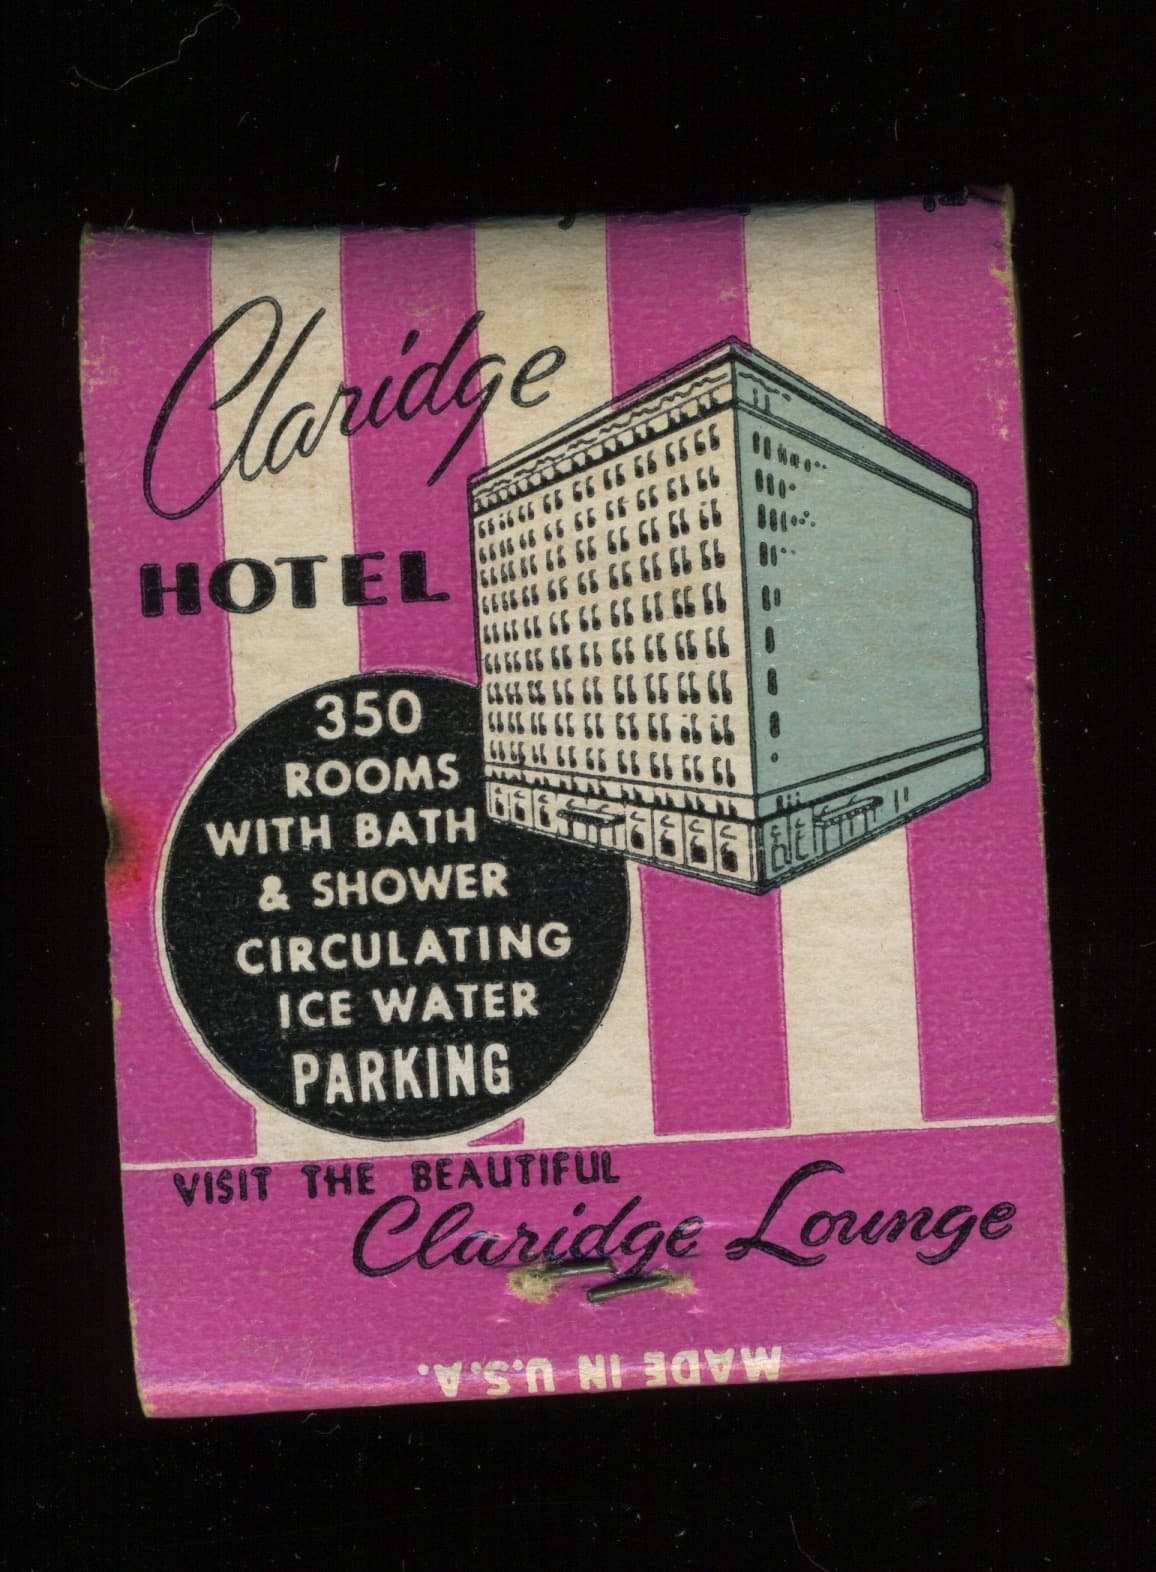 Claridge
HOTEL
350
ROOMS
WITH BATH
& SHOWER
CIRCULATING
ICE WATER
PARKING
VISIT THE BEAUTIFUL
Claridge Lounge
MADE IN U.S.A.